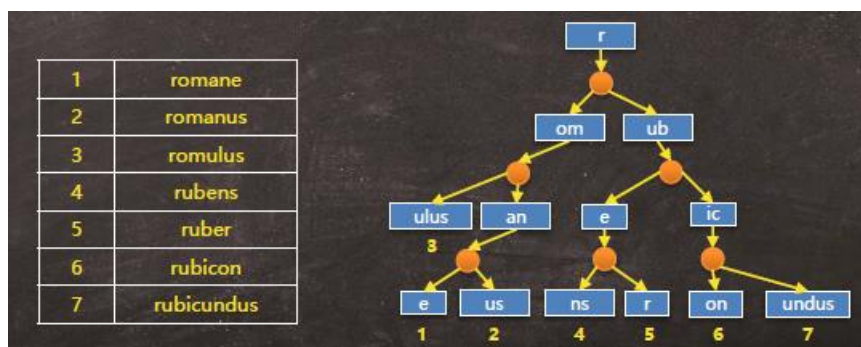 1 romane
2 romanus
3 romulus
4 rubens
5 ruber
6 rubicon
7 rubicundus
r
om ub
ulus an e ic
3
e us ns r on undus
1 2 4 5 6 7